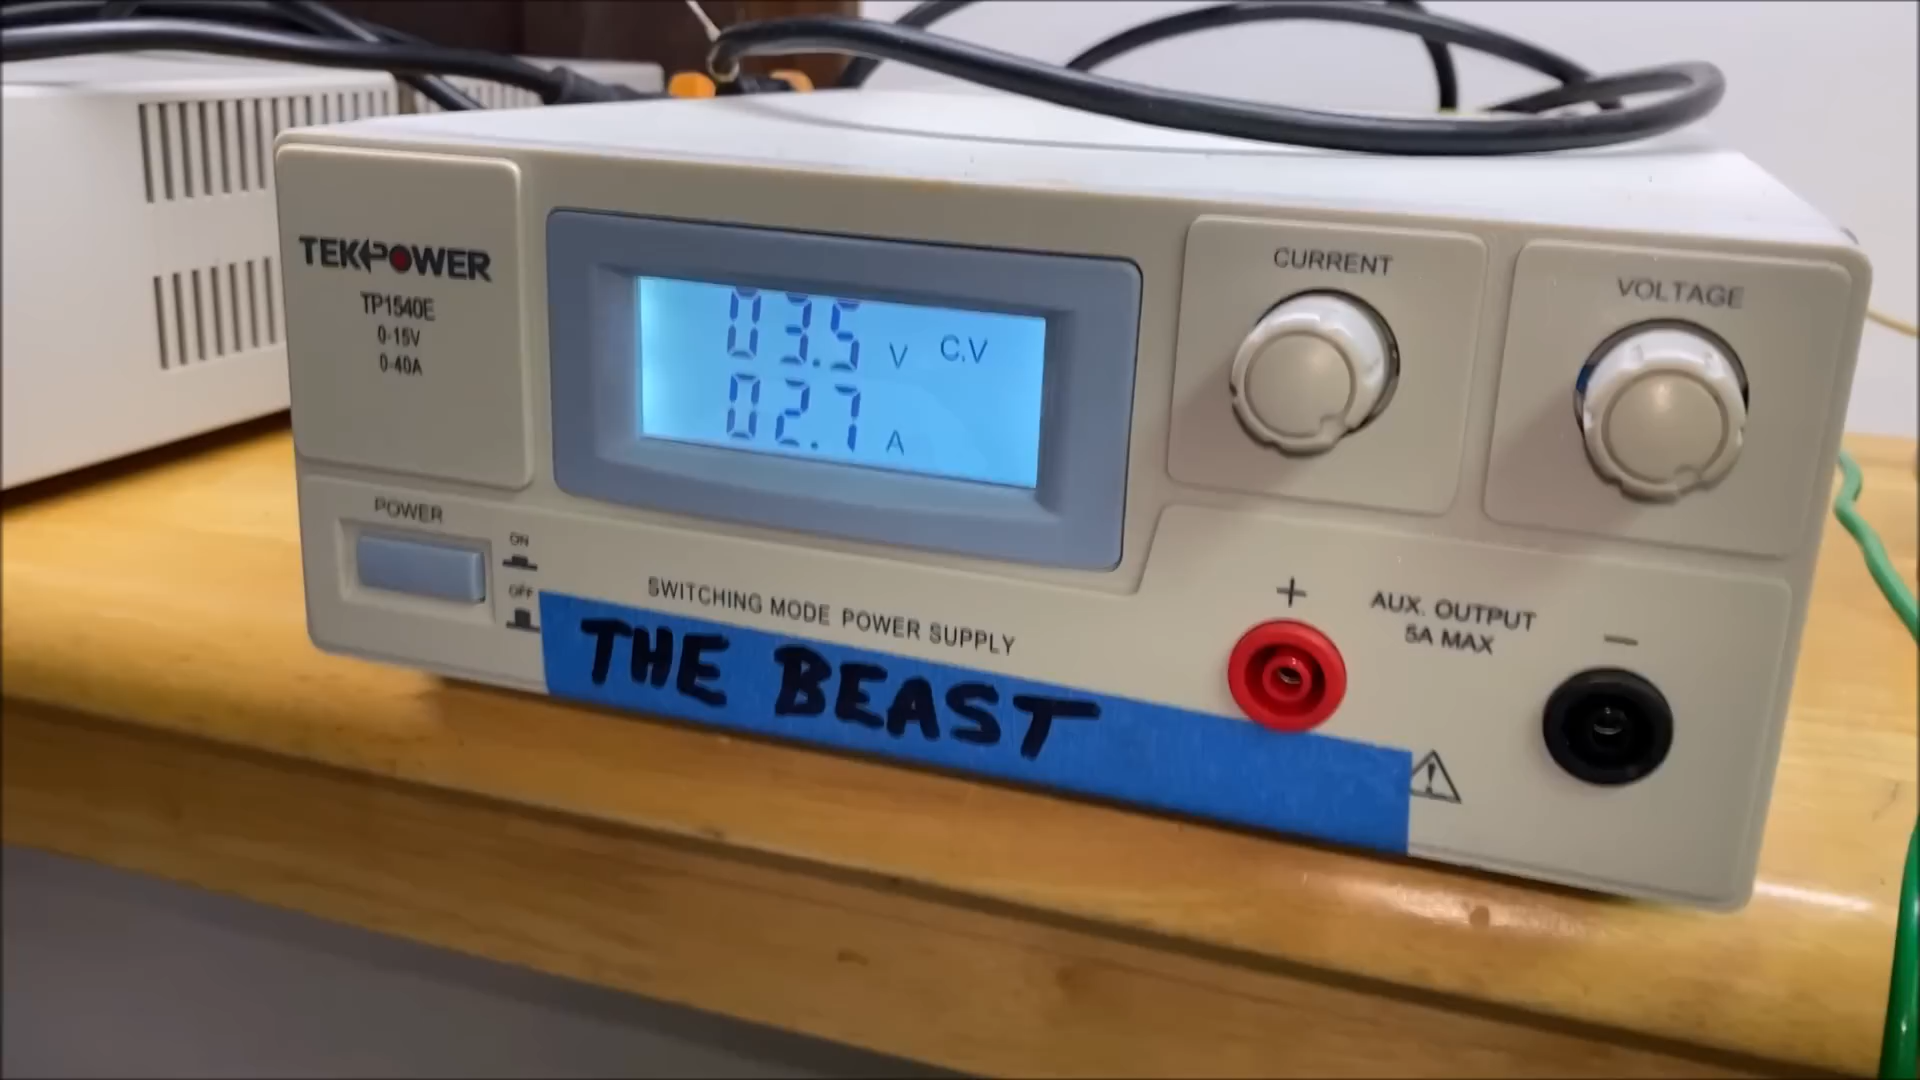 TEKPOWER
TP1540E
0-15V
0-40A
03.5 V C.V
02.7 A
CURRENT
VOLTAGE
POWER
ON
OFF
SWITCHING MODE POWER SUPPLY
THE BEAST
+
AUX. OUTPUT
5A MAX
−